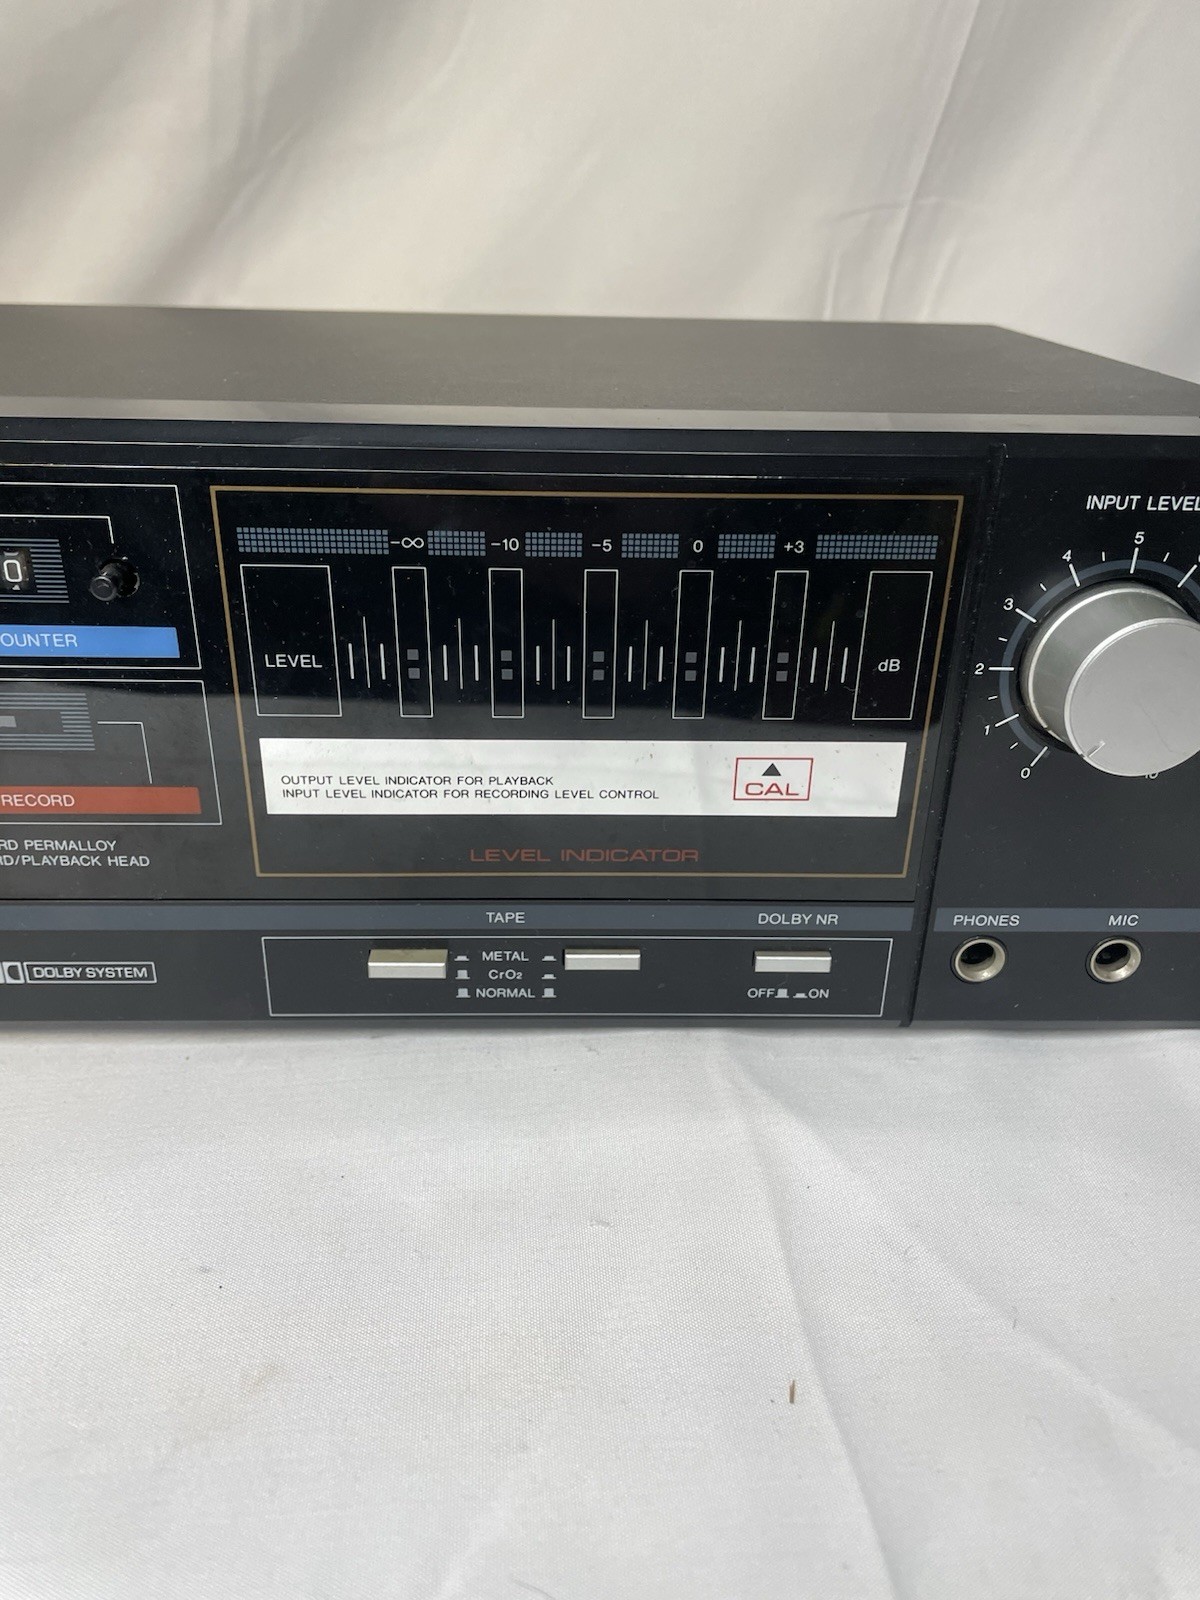 0
OUNTER
RECORD
RD PERMALLOY
RD/PLAYBACK HEAD
DOLBY SYSTEM
-∞ -10 -5 0 +3
LEVEL dB
OUTPUT LEVEL INDICATOR FOR PLAYBACK
INPUT LEVEL INDICATOR FOR RECORDING LEVEL CONTROL
CAL
LEVEL INDICATOR
TAPE
METAL
CrO₂
NORMAL
DOLBY NR
OFF ON
INPUT LEVEL
0 1 2 3 4 5
PHONES MIC